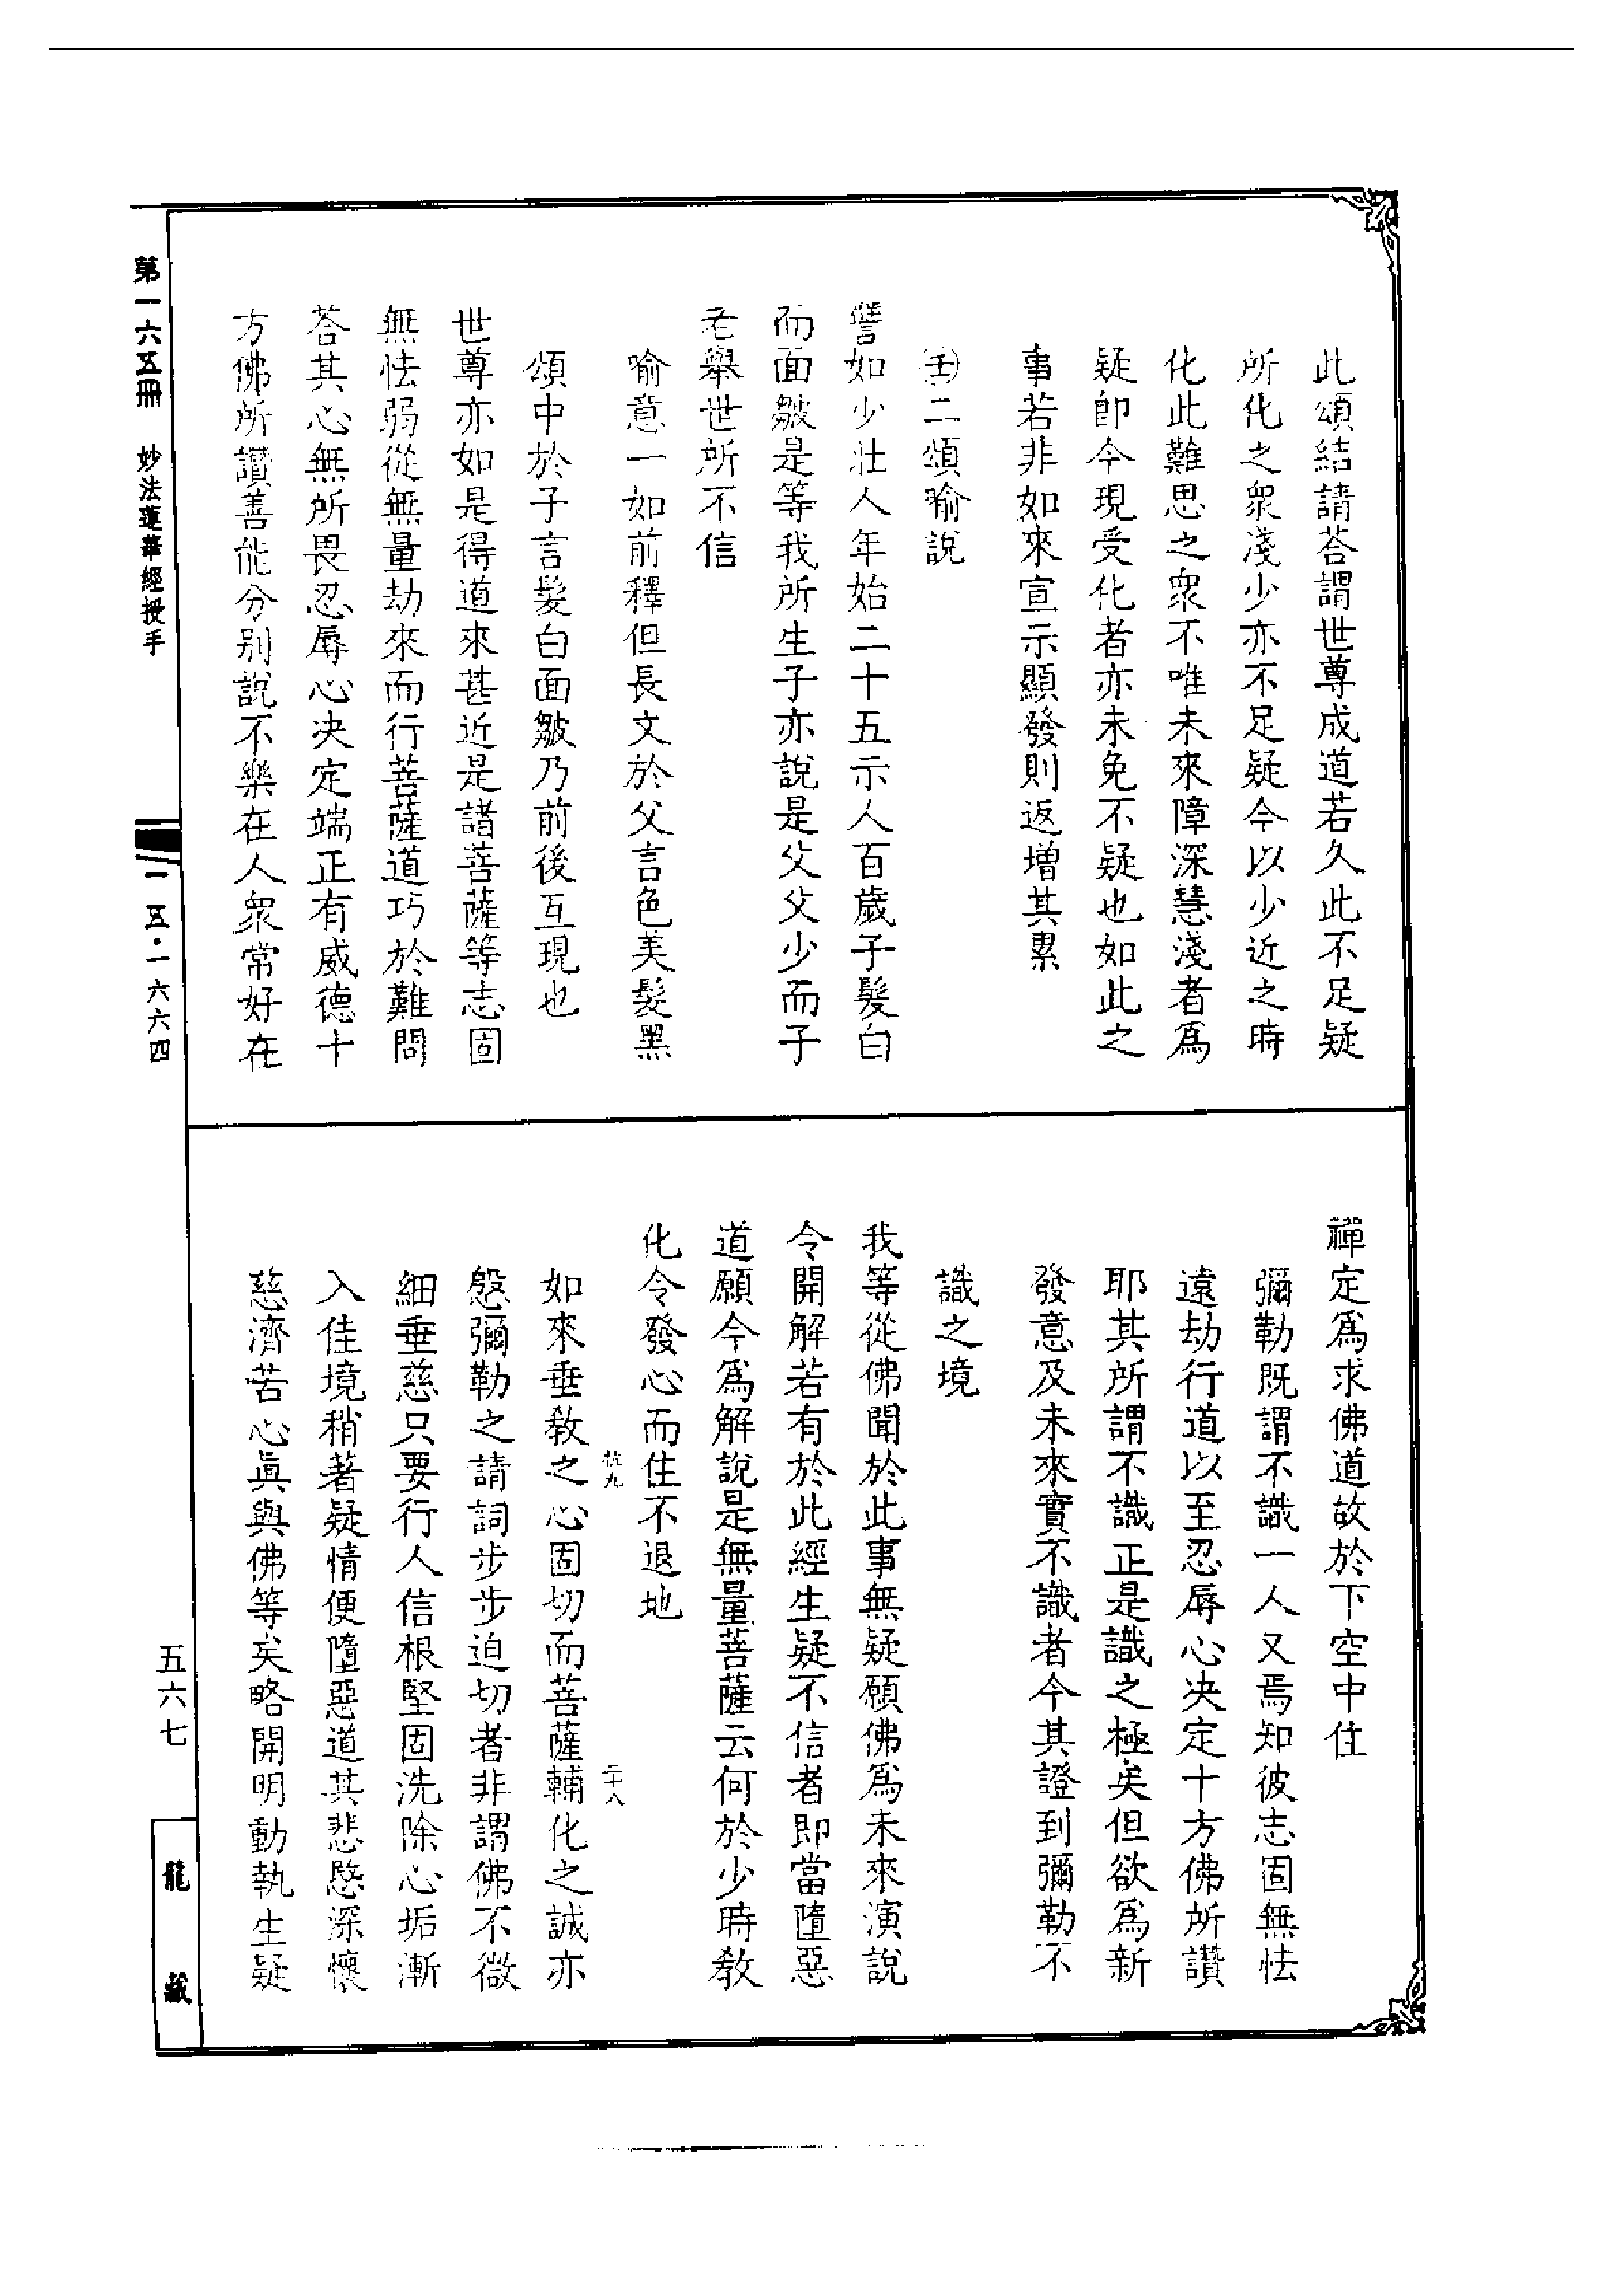 此頌結請荅謂世尊成道若久此不足疑
所化之衆淺少亦不足疑今以少近之時
化此難思之衆不唯未來障深慧淺者爲
疑卽今現受化者亦未免不疑也如此之
事若非如來宣示顯發則返增其累
二頌喻説
譬如少壯人年始二十五示人百歲子髮白
而面皺是等我所生子亦說是父父少而子
老舉世所不信
喻意一如前釋但長文於父言色美髮黑
頌中於子言髮白面皺乃前後互現也
世尊亦如是得道來甚近是諸菩薩等志固
無怯弱從無量劫來而行菩薩道巧於難問
荅其心無所畏忍辱心决定端正有威德十
方佛所讚善能分别說不樂在人衆常好在
禪定爲求佛道故於下空中住
彌勒既謂不識一人又焉知彼志固無怯
遠劫行道以至忍辱心决定十方佛所讚
耶其所謂不識正是識之極矣但欲爲新
發意及未來實不識者今其證到彌勒不
識之境
我等從佛聞於此事無疑願佛爲未來演說
令開解若有於此經生疑不信者即當墮惡
道願今爲解說是無量菩薩云何於少時教
化令發心而住不退地
如來垂教之心固切而菩薩輔化之誠亦
慇彌勒之請詞步步迫切者非謂佛不微
細垂慈只要行人信根堅固洗除心垢漸
入佳境稍著疑情便墮惡道其悲愍深懷
慈濟苦心眞與佛等矣略開明動執生疑
九
二十八
第一六五冊　妙法蓮華經授手
一五·一六六四
五六七
龍藏